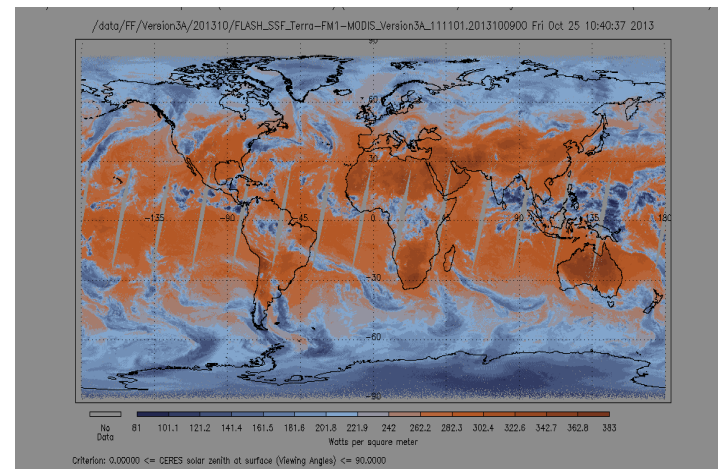 /data/FF/Version3A/201310/FLASH_SSF_Terra-FM1-MODIS_Version3A_111101.2013100900 Fri Oct 25 10:40:37 2013
90
60
30
-135 -90 -45 0 45 90 135 180
-30
-60
-90
No Data 81 101.1 121.2 141.4 161.5 181.6 201.8 221.9 242 262.2 282.3 302.4 322.6 342.7 362.8 383
Watts per square meter
Criterion: 0.00000 <= CERES solar zenith at surface (Viewing Angles) <= 90.0000